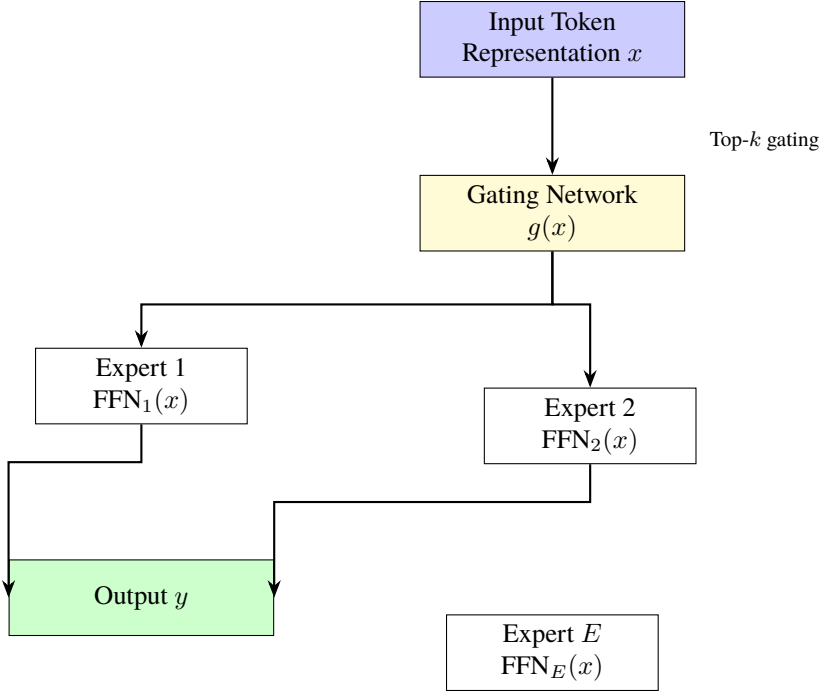 Input Token
Representation x
Top-k gating
Gating Network
g(x)
Expert 1
FFN₁(x)
Expert 2
FFN₂(x)
Output y
Expert E
FFN_E(x)